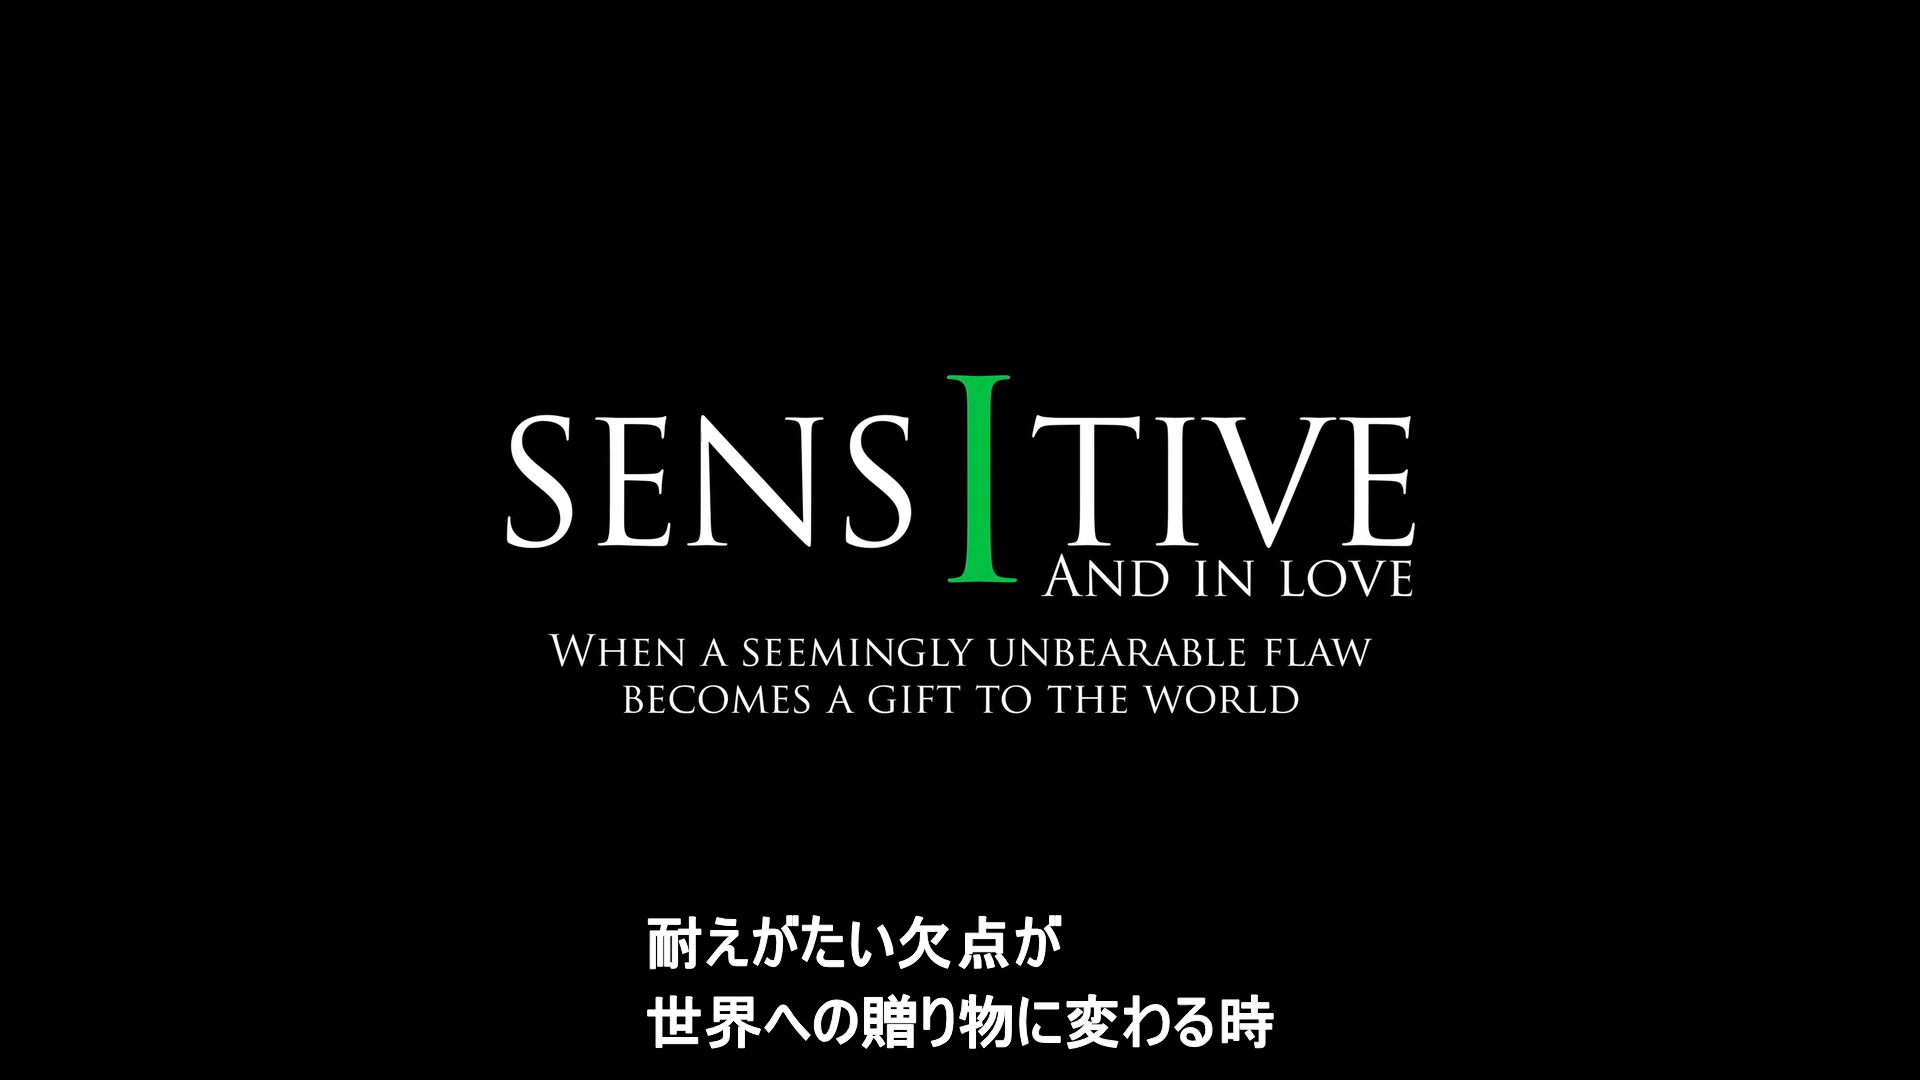 SENSITIVE
AND IN LOVE
WHEN A SEEMINGLY UNBEARABLE FLAW
BECOMES A GIFT TO THE WORLD
耐えがたい欠点が
世界への贈り物に変わる時